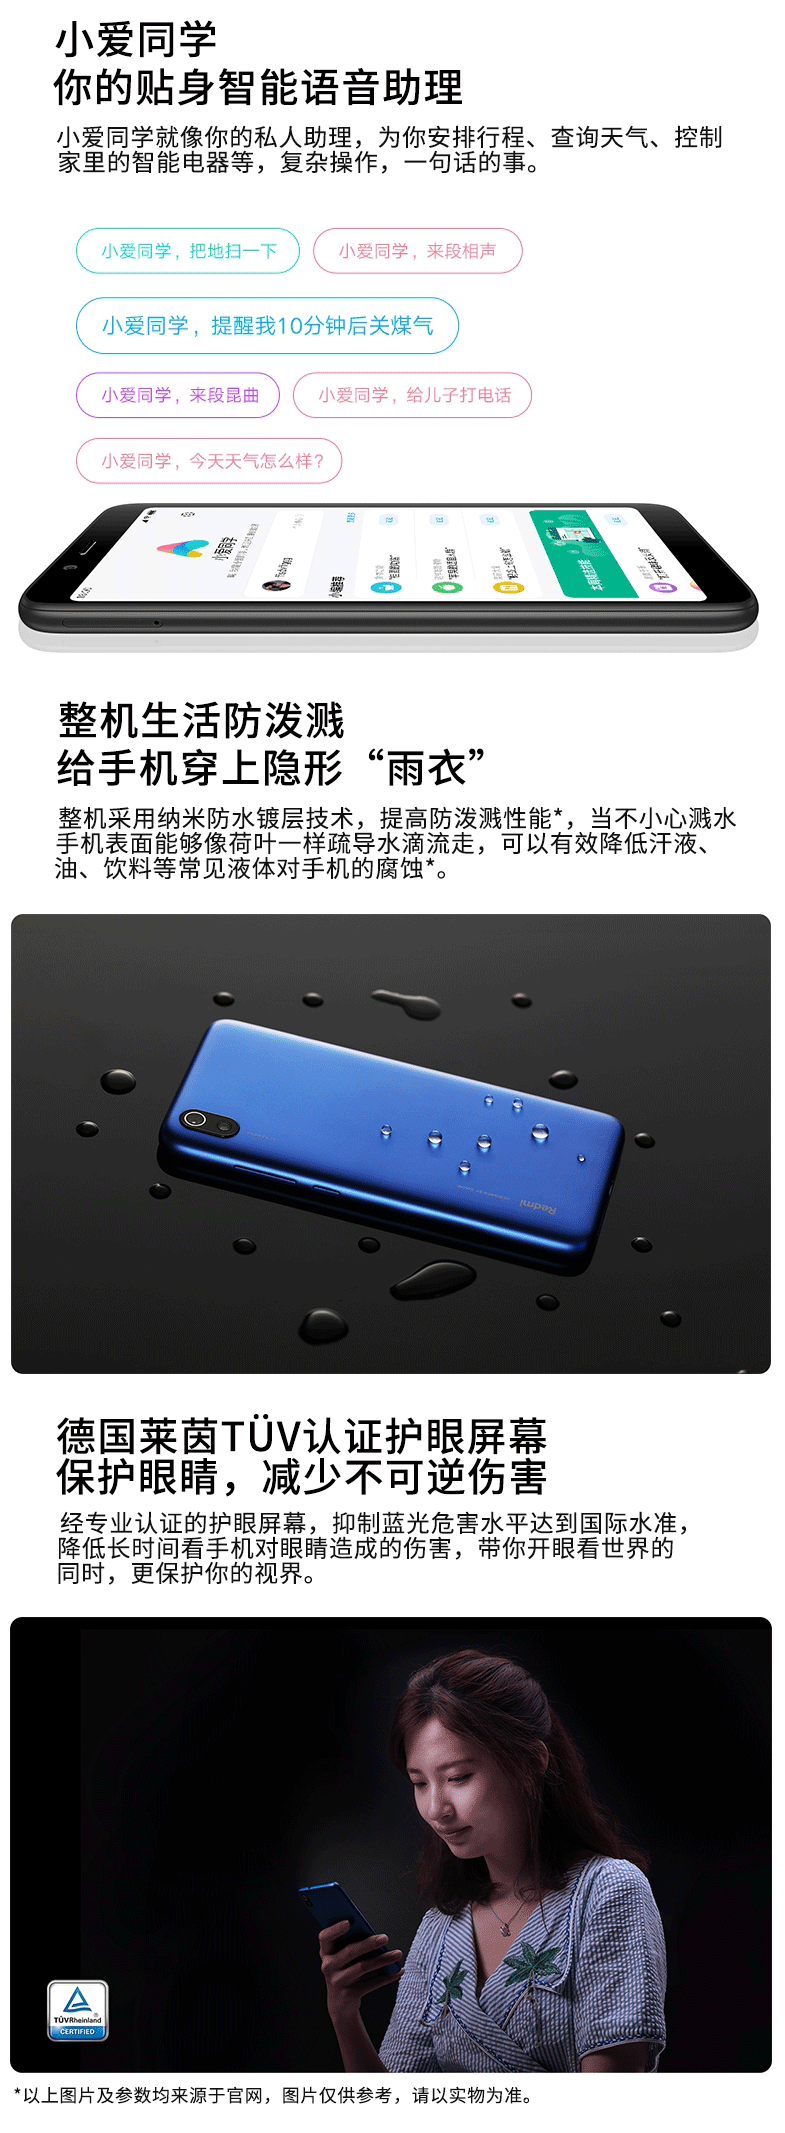 小爱同学
你的贴身智能语音助理
小爱同学就像你的私人助理，为你安排行程、查询天气、控制
家里的智能电器等，复杂操作，一句话的事。
小爱同学，把地扫一下
小爱同学，来段相声
小爱同学，提醒我10分钟后关煤气
小爱同学，来段昆曲
小爱同学，给儿子打电话
小爱同学，今天天气怎么样?
小爱同学
整机生活防泼溅
给手机穿上隐形“雨衣”
整机采用纳米防水镀层技术，提高防泼溅性能*，当不小心溅水
手机表面能够像荷叶一样疏导水滴流走，可以有效降低汗液、
油、饮料等常见液体对手机的腐蚀*。
Redmi
德国莱茵TÜV认证护眼屏幕
保护眼睛，减少不可逆伤害
经专业认证的护眼屏幕，抑制蓝光危害水平达到国际水准，
降低长时间看手机对眼睛造成的伤害，带你开眼看世界的
同时，更保护你的视界。
TÜVRheinland®
CERTIFIED
*以上图片及参数均来源于官网，图片仅供参考，请以实物为准。